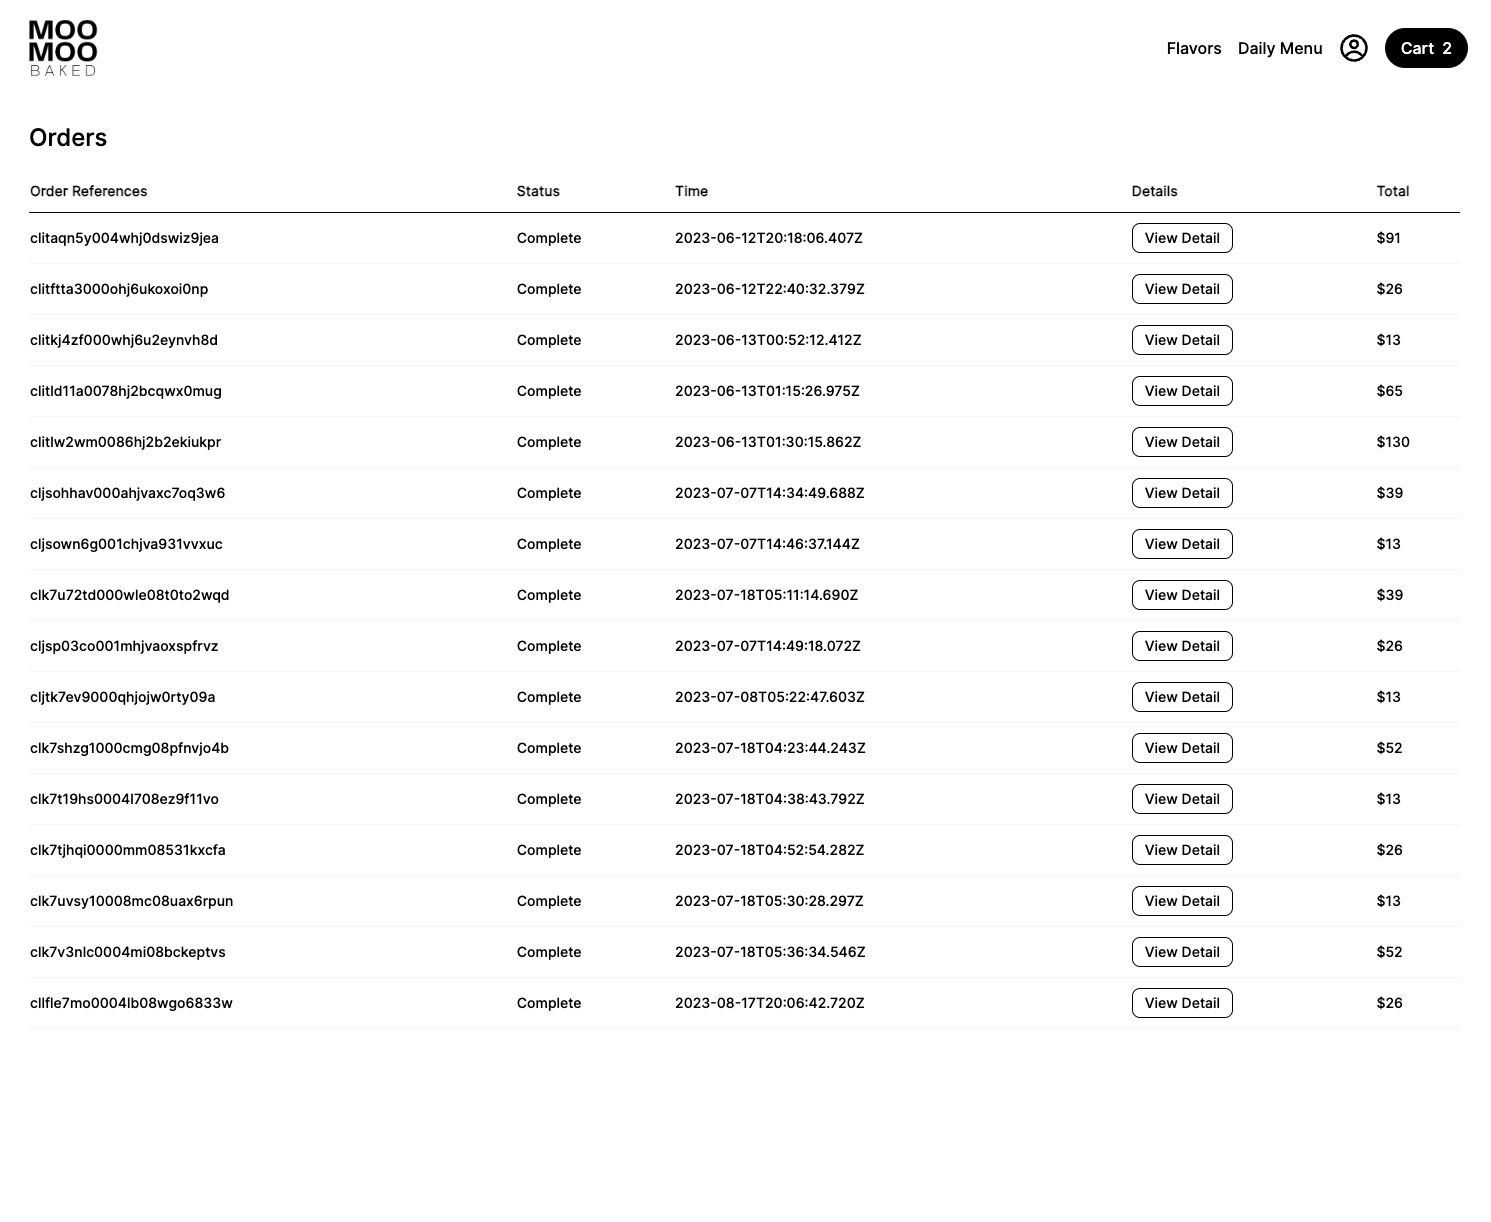 MOO
MOO
BAKED
Flavors Daily Menu Cart 2
Orders
Order References Status Time Details Total
clitaqn5y004whj0dswiz9jea Complete 2023-06-12T20:18:06.407Z View Detail $91
clitftta3000ohj6ukoxoi0np Complete 2023-06-12T22:40:32.379Z View Detail $26
clitkj4zf000whj6u2eynvh8d Complete 2023-06-13T00:52:12.412Z View Detail $13
clitld11a0078hj2bcqwx0mug Complete 2023-06-13T01:15:26.975Z View Detail $65
clitlw2wm0086hj2b2ekiukpr Complete 2023-06-13T01:30:15.862Z View Detail $130
cljsohhav000ahjvaxc7oq3w6 Complete 2023-07-07T14:34:49.688Z View Detail $39
cljsown6g001chjva931vvxuc Complete 2023-07-07T14:46:37.144Z View Detail $13
clk7u72td000wle08t0to2wqd Complete 2023-07-18T05:11:14.690Z View Detail $39
cljsp03co001mhjvaoxspfrvz Complete 2023-07-07T14:49:18.072Z View Detail $26
cljtk7ev9000qhjojw0rty09a Complete 2023-07-08T05:22:47.603Z View Detail $13
clk7shzg1000cmg08pfnvjo4b Complete 2023-07-18T04:23:44.243Z View Detail $52
clk7t19hs0004l708ez9f11vo Complete 2023-07-18T04:38:43.792Z View Detail $13
clk7tjhqi0000mm08531kxcfa Complete 2023-07-18T04:52:54.282Z View Detail $26
clk7uvsy10008mc08uax6rpun Complete 2023-07-18T05:30:28.297Z View Detail $13
clk7v3nlc0004mi08bckeptvs Complete 2023-07-18T05:36:34.546Z View Detail $52
cllfle7mo0004lb08wgo6833w Complete 2023-08-17T20:06:42.720Z View Detail $26